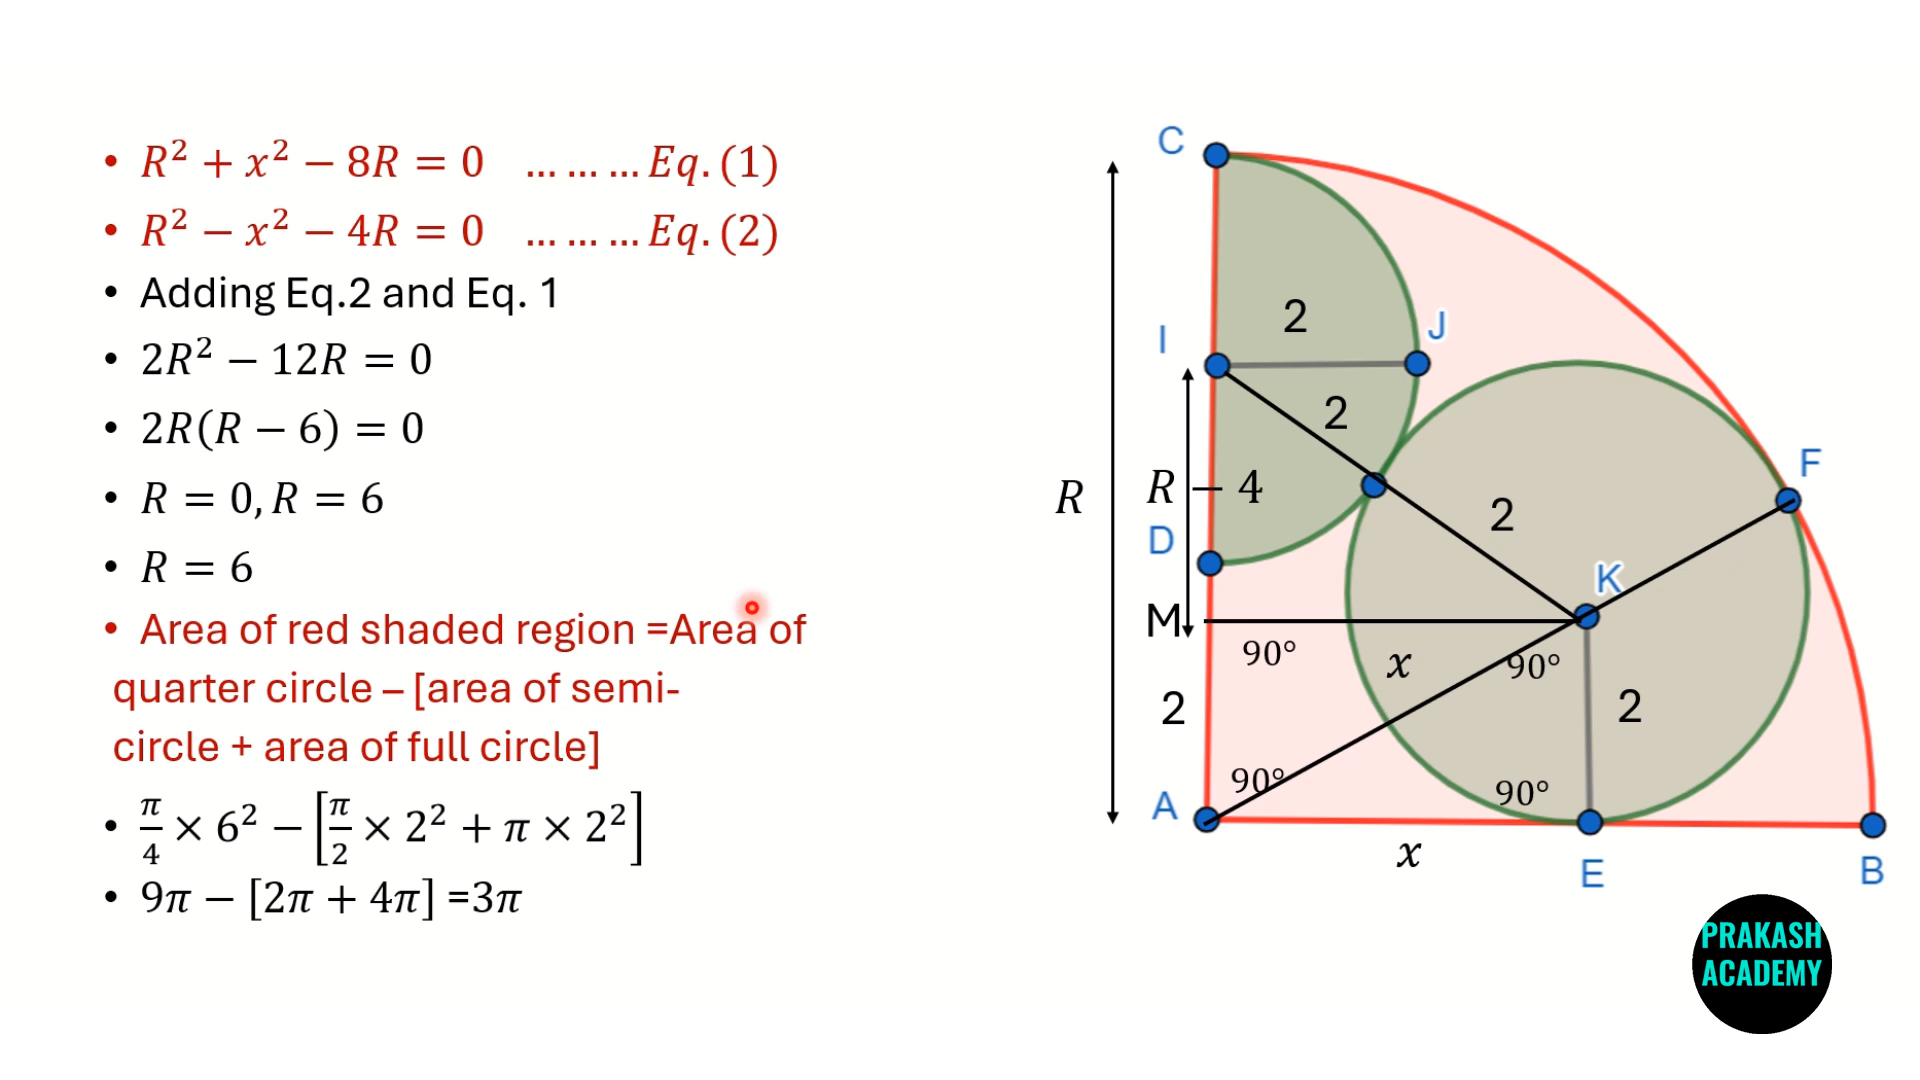 • R² + x² − 8R = 0 ... ... ... Eq. (1)
• R² − x² − 4R = 0 ... ... ... Eq. (2)
• Adding Eq.2 and Eq. 1
• 2R² − 12R = 0
• 2R(R − 6) = 0
• R = 0, R = 6
• R = 6
• Area of red shaded region =Area of
quarter circle – [area of semi-
circle + area of full circle]
• π/4 × 6² − [π/2 × 2² + π × 2²]
• 9π − [2π + 4π] =3π
C
2
I
J
2
R
R − 4
2
F
D
K
M
90°
x
90°
2
2
90°
90°
A
x
E
B
PRAKASH
ACADEMY